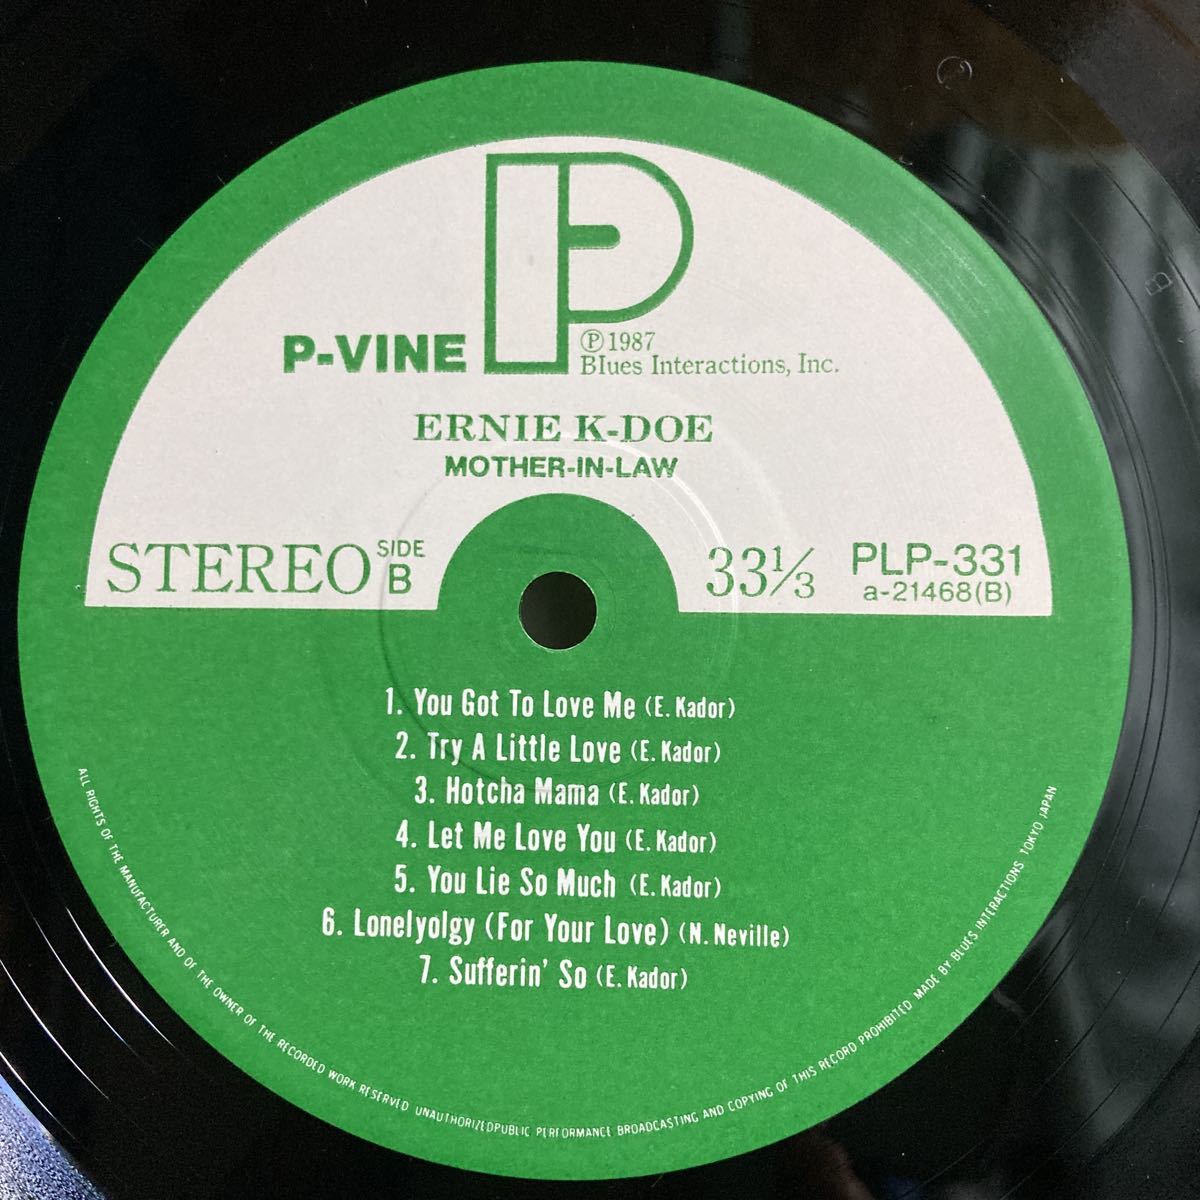 P-VINE
Ⓟ1987
Blues Interactions, Inc.
ERNIE K-DOE
MOTHER-IN-LAW
STEREO SIDE B
33⅓
PLP-331
a-21468(B)
1. You Got To Love Me (E. Kador)
2. Try A Little Love (E. Kador)
3. Hotcha Mama (E. Kador)
4. Let Me Love You (E. Kador)
5. You Lie So Much (E. Kador)
6. Lonelyolgy (For Your Love) (N. Neville)
7. Sufferin' So (E. Kador)
ALL RIGHTS OF THE MANUFACTURER AND OF THE OWNER OF THE RECORDED WORK RESERVED UNAUTHORIZEDPUBLIC PERFORMANCE BROADCASTING AND COPYING OF THIS RECORD PROHIBITED MADE BY BLUES INTERACTIONS TOKYO JAPAN